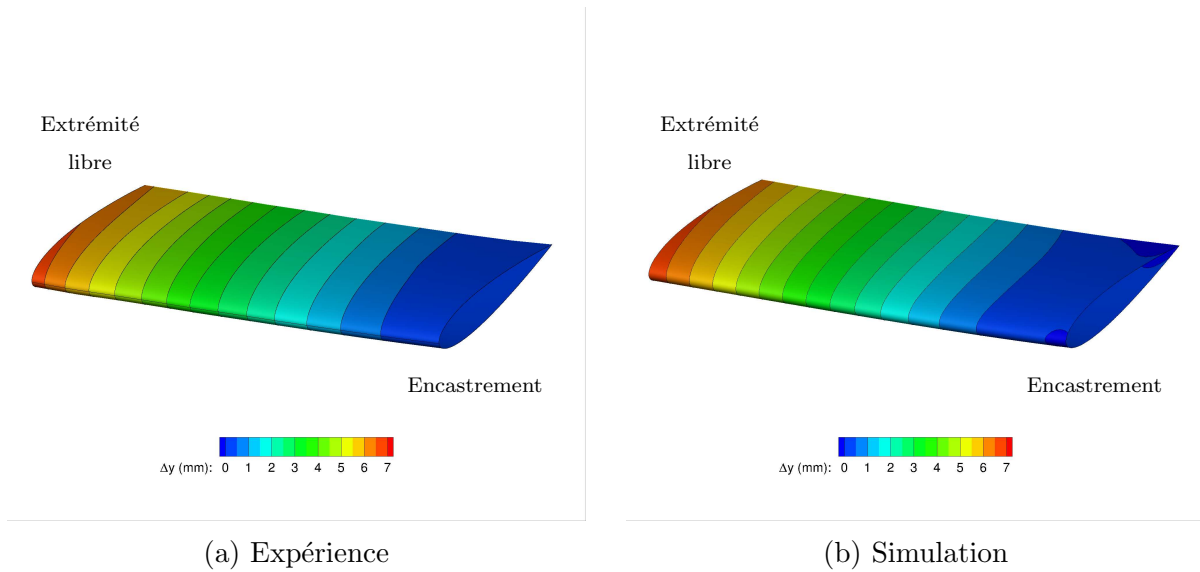 Extrémité
libre
Encastrement
Δy (mm): 0 1 2 3 4 5 6 7
(a) Expérience
Extrémité
libre
Encastrement
Δy (mm): 0 1 2 3 4 5 6 7
(b) Simulation